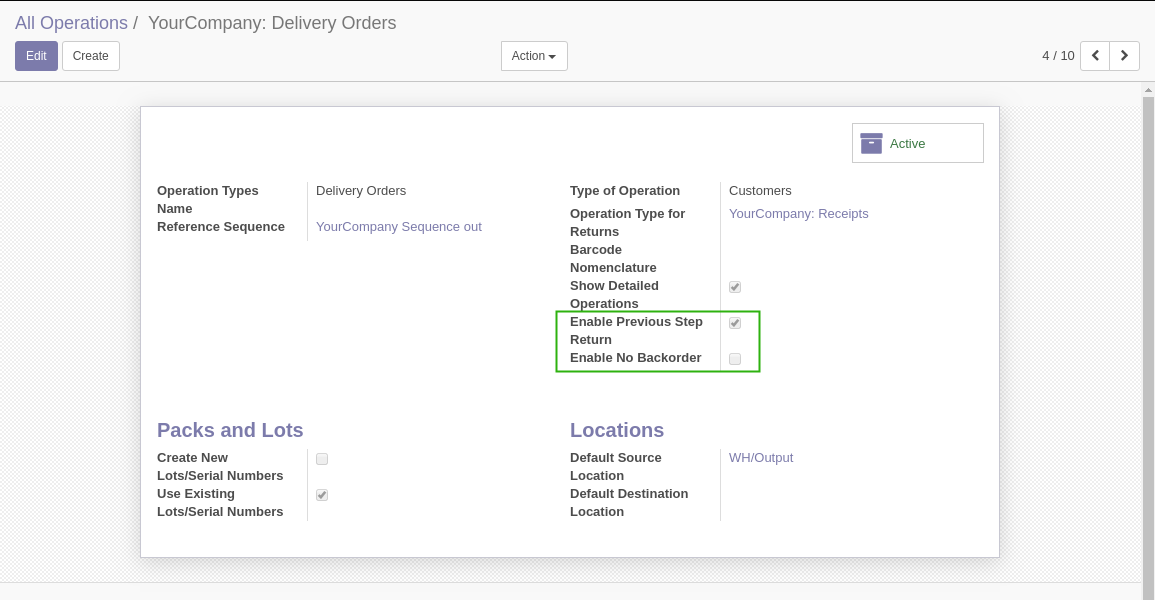 All Operations / YourCompany: Delivery Orders
Edit Create Action 4 / 10
Active
Operation Types Name Delivery Orders
Reference Sequence YourCompany Sequence out
Type of Operation Customers
Operation Type for Returns YourCompany: Receipts
Barcode
Nomenclature
Show Detailed
Operations
Enable Previous Step
Return
Enable No Backorder
Packs and Lots
Create New
Lots/Serial Numbers
Use Existing
Lots/Serial Numbers
Locations
Default Source Location WH/Output
Default Destination
Location